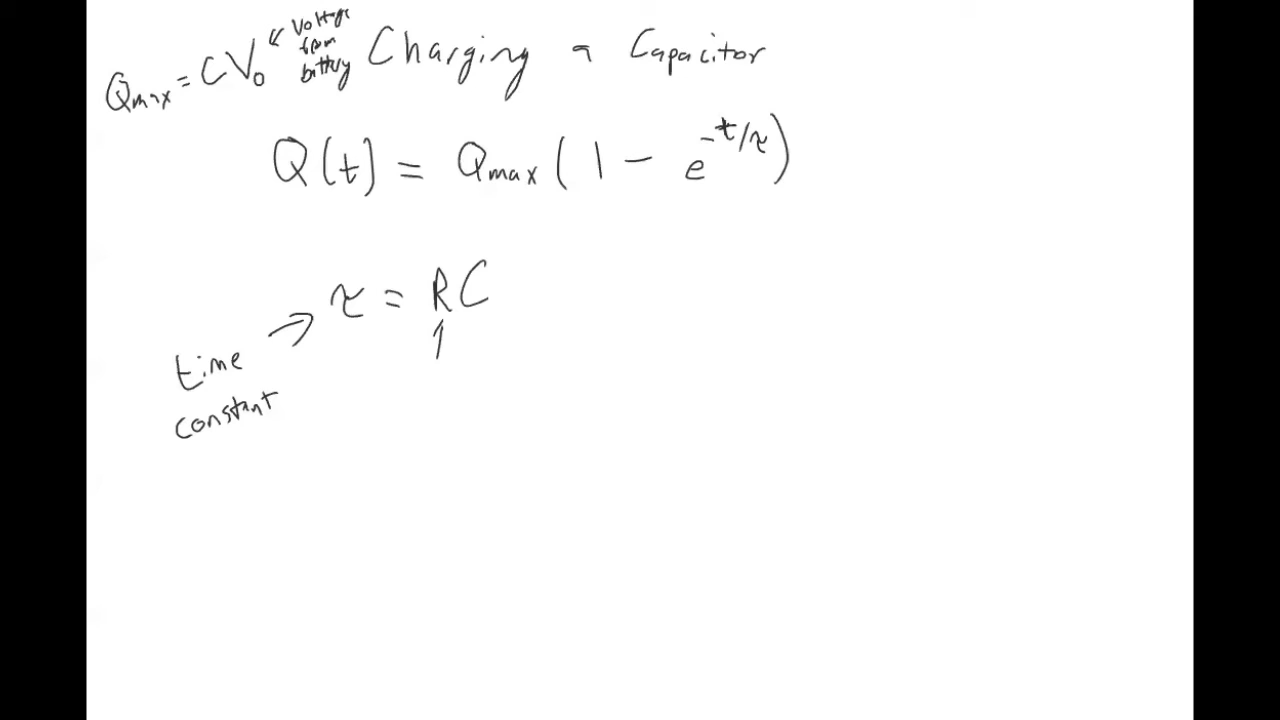 Charging a Capacitor
Qmax = CV₀ ← Voltage
from
battery
Q(t) = Qmax(1 - e^(-t/τ))
→ τ = RC
↑
time
constant